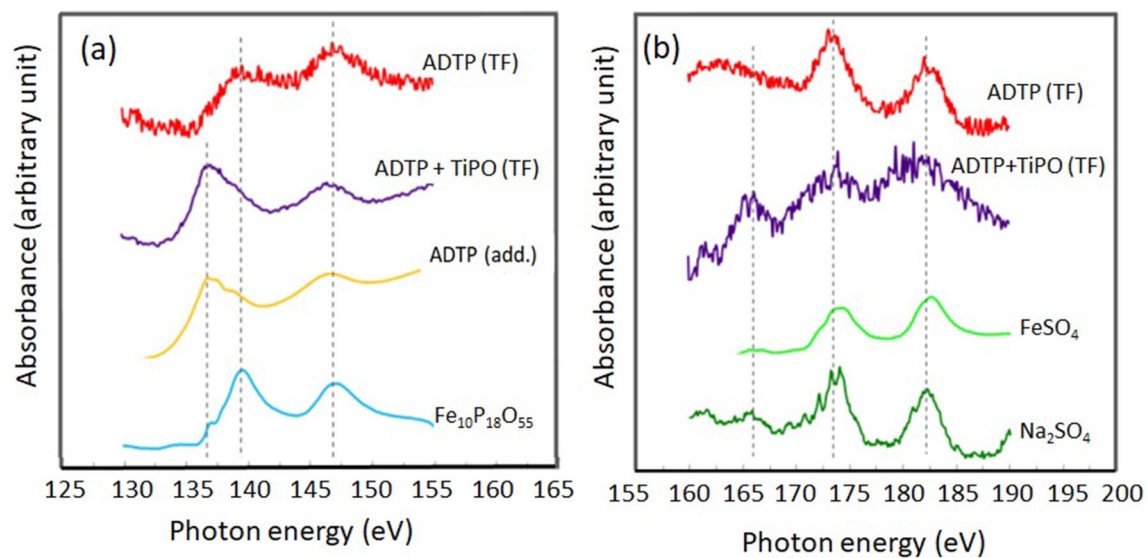 (a)
ADTP (TF)
ADTP + TiPO (TF)
ADTP (add.)
Fe₁₀P₁₈O₅₅
Absorbance (arbitrary unit)
125 130 135 140 145 150 155 160 165
Photon energy (eV)
(b)
ADTP (TF)
ADTP+TiPO (TF)
FeSO₄
Na₂SO₄
Absorbance (arbitrary unit)
155 160 165 170 175 180 185 190 195 200
Photon energy (eV)